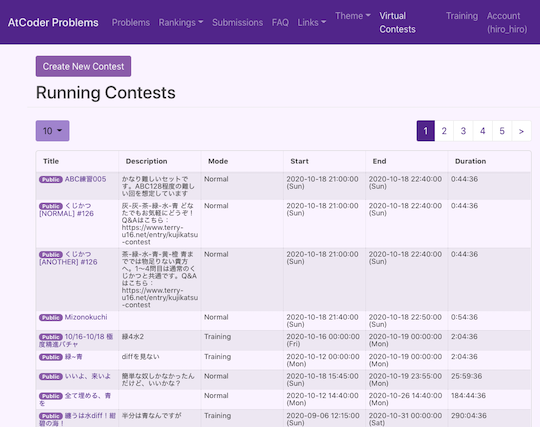 AtCoder Problems Problems Rankings Submissions FAQ Links Theme Virtual Contests Training Account (hiro_hiro)
Create New Contest
Running Contests
10
1 2 3 4 5 >
Title Description Mode Start End Duration
Public ABC練習005 かなり難しいセットです。ABC128程度の難しい回を想定しています Normal 2020-10-18 21:00:00 (Sun) 2020-10-18 22:40:00 (Sun) 0:44:36
Public くじかつ [NORMAL] #126 灰-灰-茶-緑-水-青 どなたでもお気軽にどうぞ！Q&Aはこちら：https://www.terry-u16.net/entry/kujikatsu-contest Normal 2020-10-18 21:00:00 (Sun) 2020-10-18 22:40:00 (Sun) 0:44:36
Public くじかつ [ANOTHER] #126 茶-緑-水-青-黄-橙 青まででは物足りない貴方へ。1〜4問目は通常のくじかつと共通です。Q&Aはこちら：https://www.terry-u16.net/entry/kujikatsu-contest Normal 2020-10-18 21:00:00 (Sun) 2020-10-18 22:40:00 (Sun) 0:44:36
Public Mizonokuchi Normal 2020-10-18 21:40:00 (Sun) 2020-10-18 22:50:00 (Sun) 0:54:36
Public 10/16-10/18 極度精進バチャ 緑4水2 Training 2020-10-16 00:00:00 (Fri) 2020-10-19 00:00:00 (Mon) 2:04:36
Public 緑~青 diffを見ない Normal 2020-10-12 00:00:00 (Mon) 2020-10-19 00:00:00 (Mon) 2:04:36
Public いいよ、来いよ 簡単な奴しかなかったんだけど、いいかな？ Normal 2020-10-18 15:45:00 (Sun) 2020-10-19 23:55:00 (Mon) 25:59:36
Public 全て埋める、青を Normal 2020-10-12 14:40:00 (Mon) 2020-10-26 14:40:00 (Mon) 184:44:36
Public 纏うは水diff！紺碧の海！ 半分は青なんですが Training 2020-09-06 12:15:00 (Sun) 2020-10-31 00:00:00 (Sat) 290:04:36